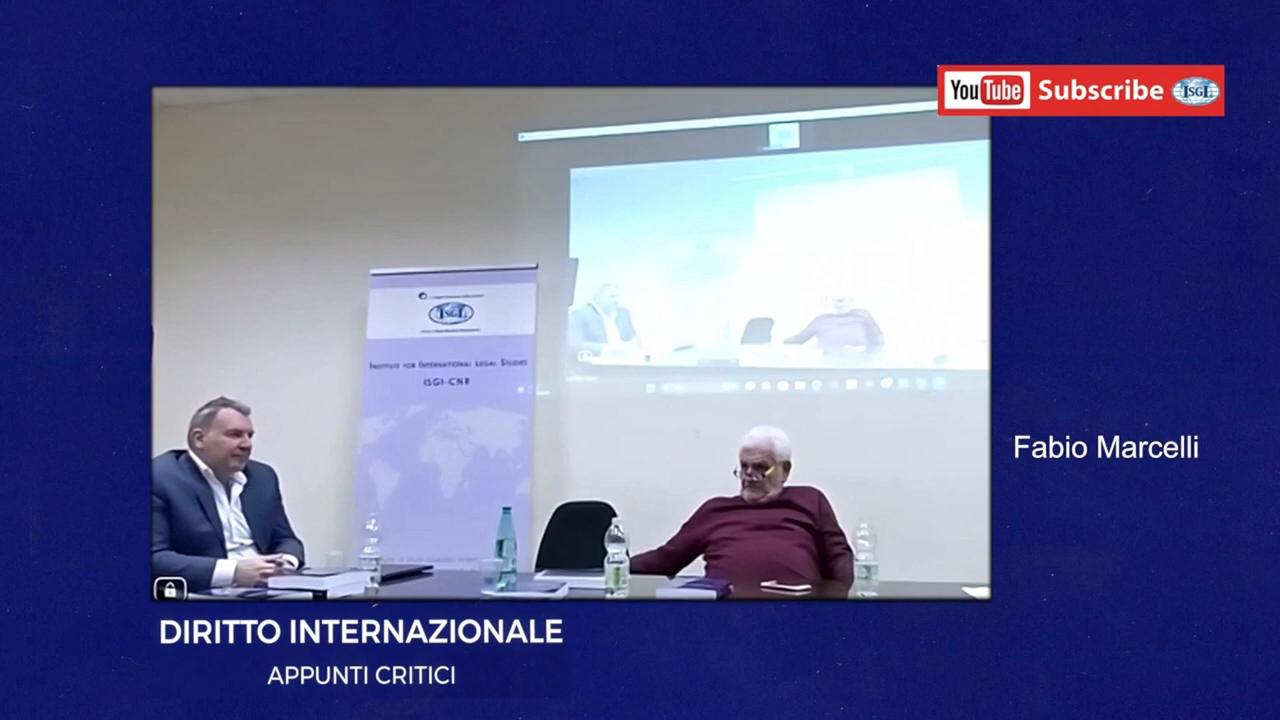 YouTube Subscribe ISGI
ISGI
INSTITUTE FOR INTERNATIONAL LEGAL STUDIES
ISGI-CNR
Fabio Marcelli
DIRITTO INTERNAZIONALE
APPUNTI CRITICI